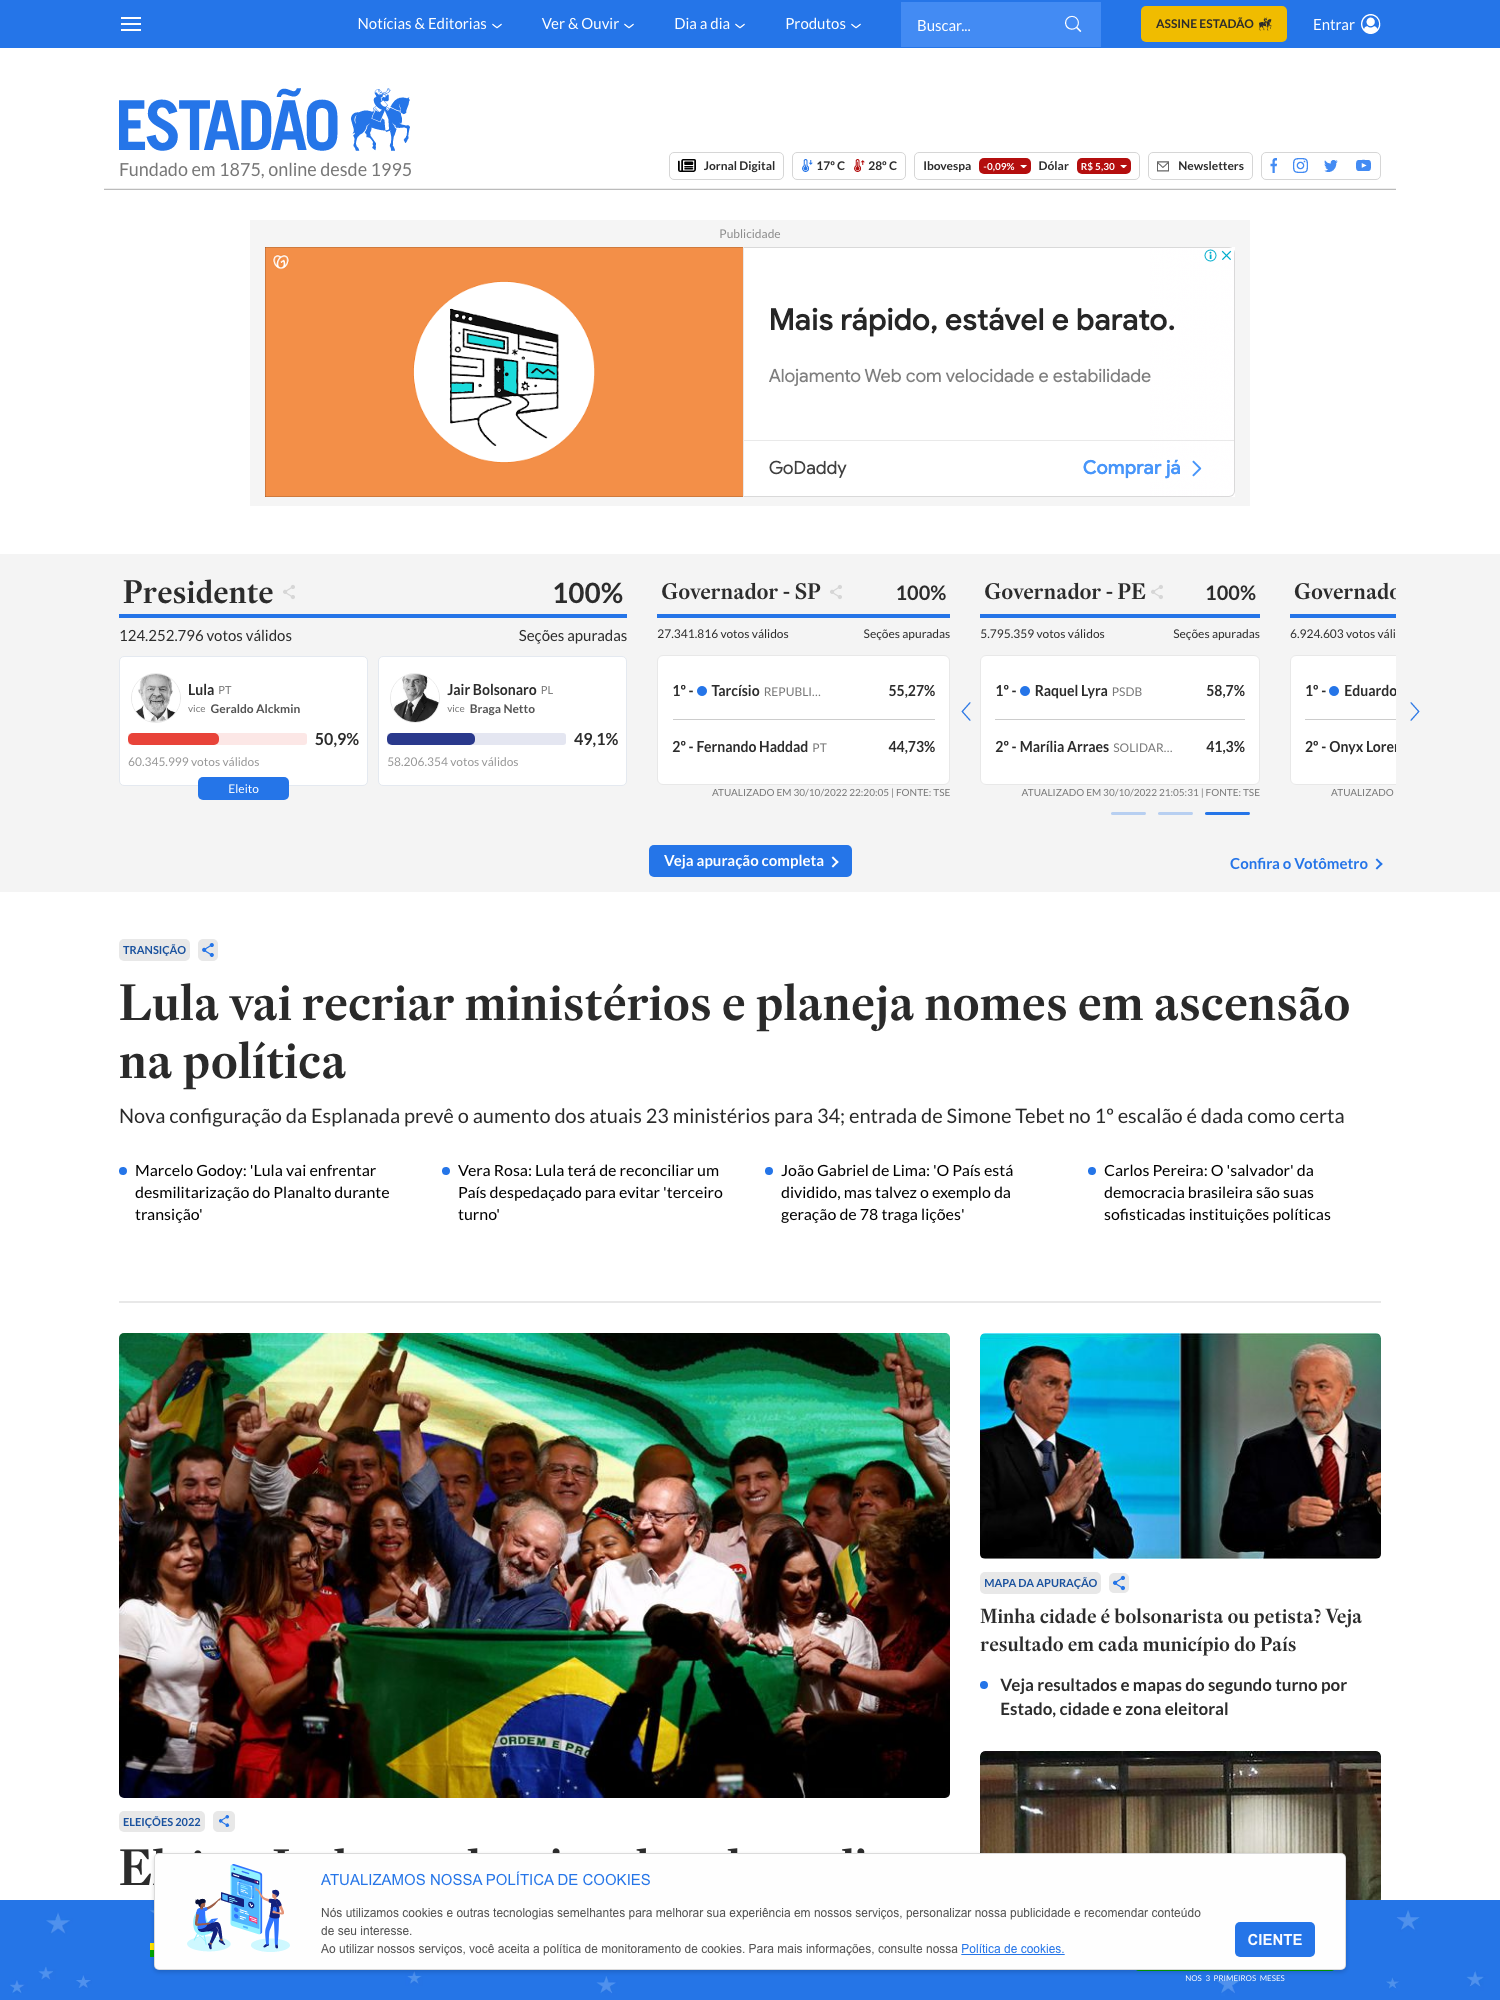 Notícias & Editorias
Ver & Ouvir
Dia a dia
Produtos
Buscar...
ASSINE ESTADÃO
Entrar
ESTADÃO
Fundado em 1875, online desde 1995
Jornal Digital
17º C
28º C
Ibovespa
-0,09%
Dólar
R$ 5,30
Newsletters
Publicidade
Mais rápido, estável e barato.
Alojamento Web com velocidade e estabilidade
GoDaddy
Comprar já
Presidente
100%
124.252.796 votos válidos
Seções apuradas
Lula PT
vice Geraldo Alckmin
50,9%
60.345.999 votos válidos
Eleito
Jair Bolsonaro PL
vice Braga Netto
49,1%
58.206.354 votos válidos
Governador - SP
100%
27.341.816 votos válidos
Seções apuradas
1º - Tarcísio REPUBLI...
55,27%
2º - Fernando Haddad PT
44,73%
ATUALIZADO EM 30/10/2022 22:20:05 | FONTE: TSE
Governador - PE
100%
5.795.359 votos válidos
Seções apuradas
1º - Raquel Lyra PSDB
58,7%
2º - Marília Arraes SOLIDAR...
41,3%
ATUALIZADO EM 30/10/2022 21:05:31 | FONTE: TSE
Governado
6.924.603 votos váli
1º - Eduardo
2º - Onyx Lorer
ATUALIZADO
Veja apuração completa
Confira o Votômetro
TRANSIÇÃO
Lula vai recriar ministérios e planeja nomes em ascensão
na política
Nova configuração da Esplanada prevê o aumento dos atuais 23 ministérios para 34; entrada de Simone Tebet no 1º escalão é dada como certa
Marcelo Godoy: 'Lula vai enfrentar
desmilitarização do Planalto durante
transição'
Vera Rosa: Lula terá de reconciliar um
País despedaçado para evitar 'terceiro
turno'
João Gabriel de Lima: 'O País está
dividido, mas talvez o exemplo da
geração de 78 traga lições'
Carlos Pereira: O 'salvador' da
democracia brasileira são suas
sofisticadas instituições políticas
ORDEM E PRO
MAPA DA APURAÇÃO
Minha cidade é bolsonarista ou petista? Veja
resultado em cada município do País
Veja resultados e mapas do segundo turno por
Estado, cidade e zona eleitoral
ELEIÇÕES 2022
ATUALIZAMOS NOSSA POLÍTICA DE COOKIES
Nós utilizamos cookies e outras tecnologias semelhantes para melhorar sua experiência em nossos serviços, personalizar nossa publicidade e recomendar conteúdo
de seu interesse.
Ao utilizar nossos serviços, você aceita a política de monitoramento de cookies. Para mais informações, consulte nossa Política de cookies.
CIENTE
NOS 3 PRIMEIROS MESES